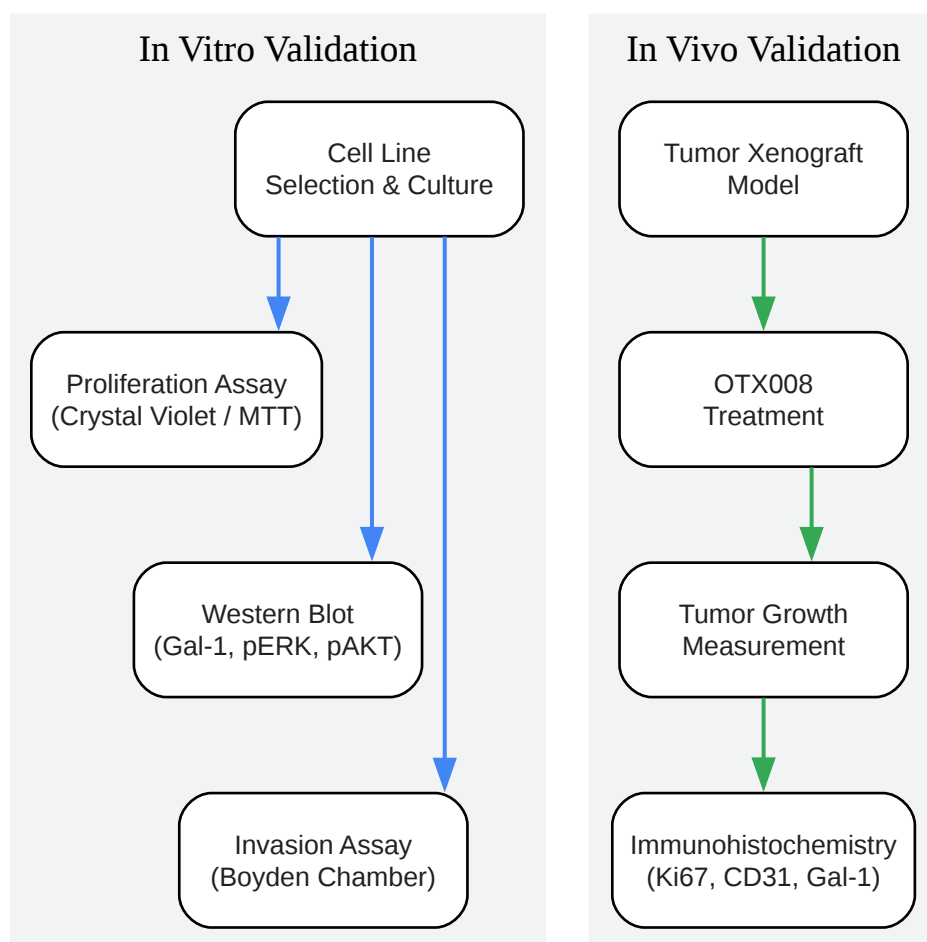 In Vitro Validation
Cell Line
Selection & Culture
Proliferation Assay
(Crystal Violet / MTT)
Western Blot
(Gal-1, pERK, pAKT)
Invasion Assay
(Boyden Chamber)
In Vivo Validation
Tumor Xenograft
Model
OTX008
Treatment
Tumor Growth
Measurement
Immunohistochemistry
(Ki67, CD31, Gal-1)